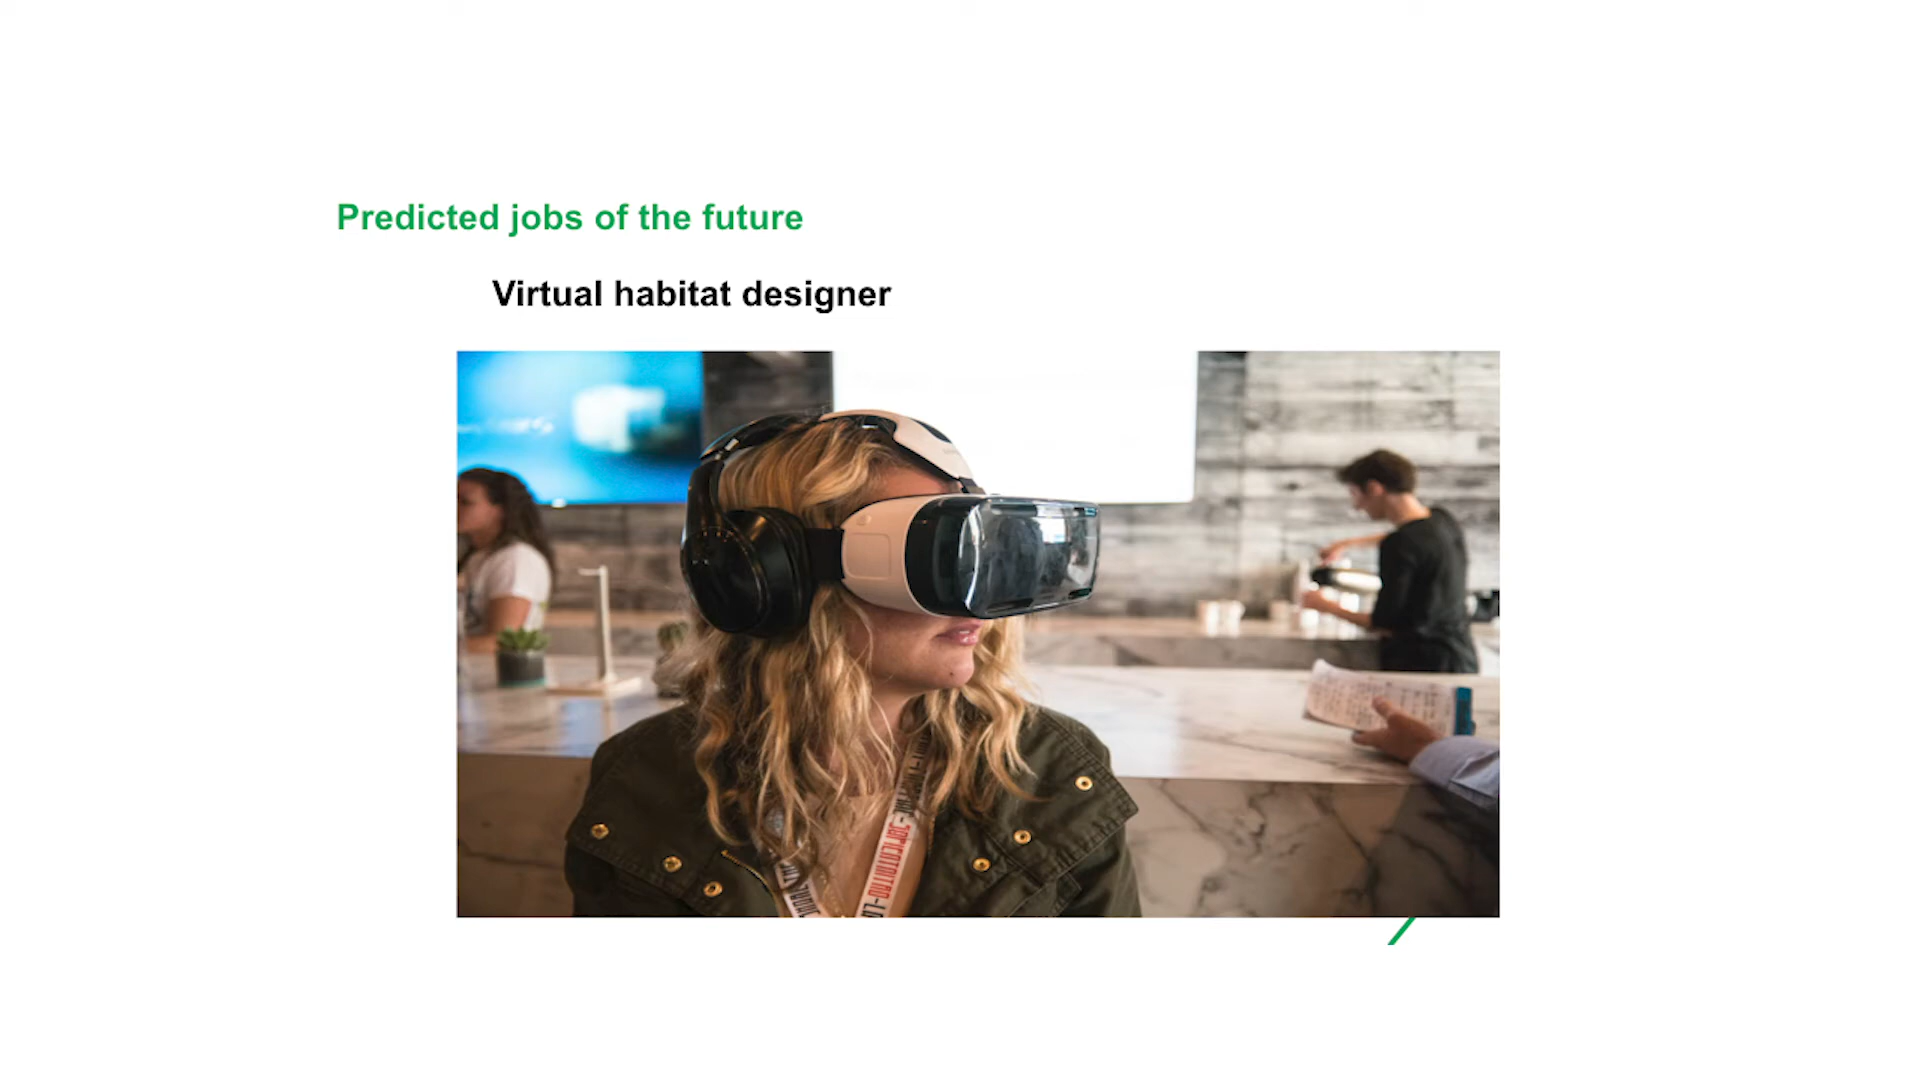 Predicted jobs of the future
Virtual habitat designer